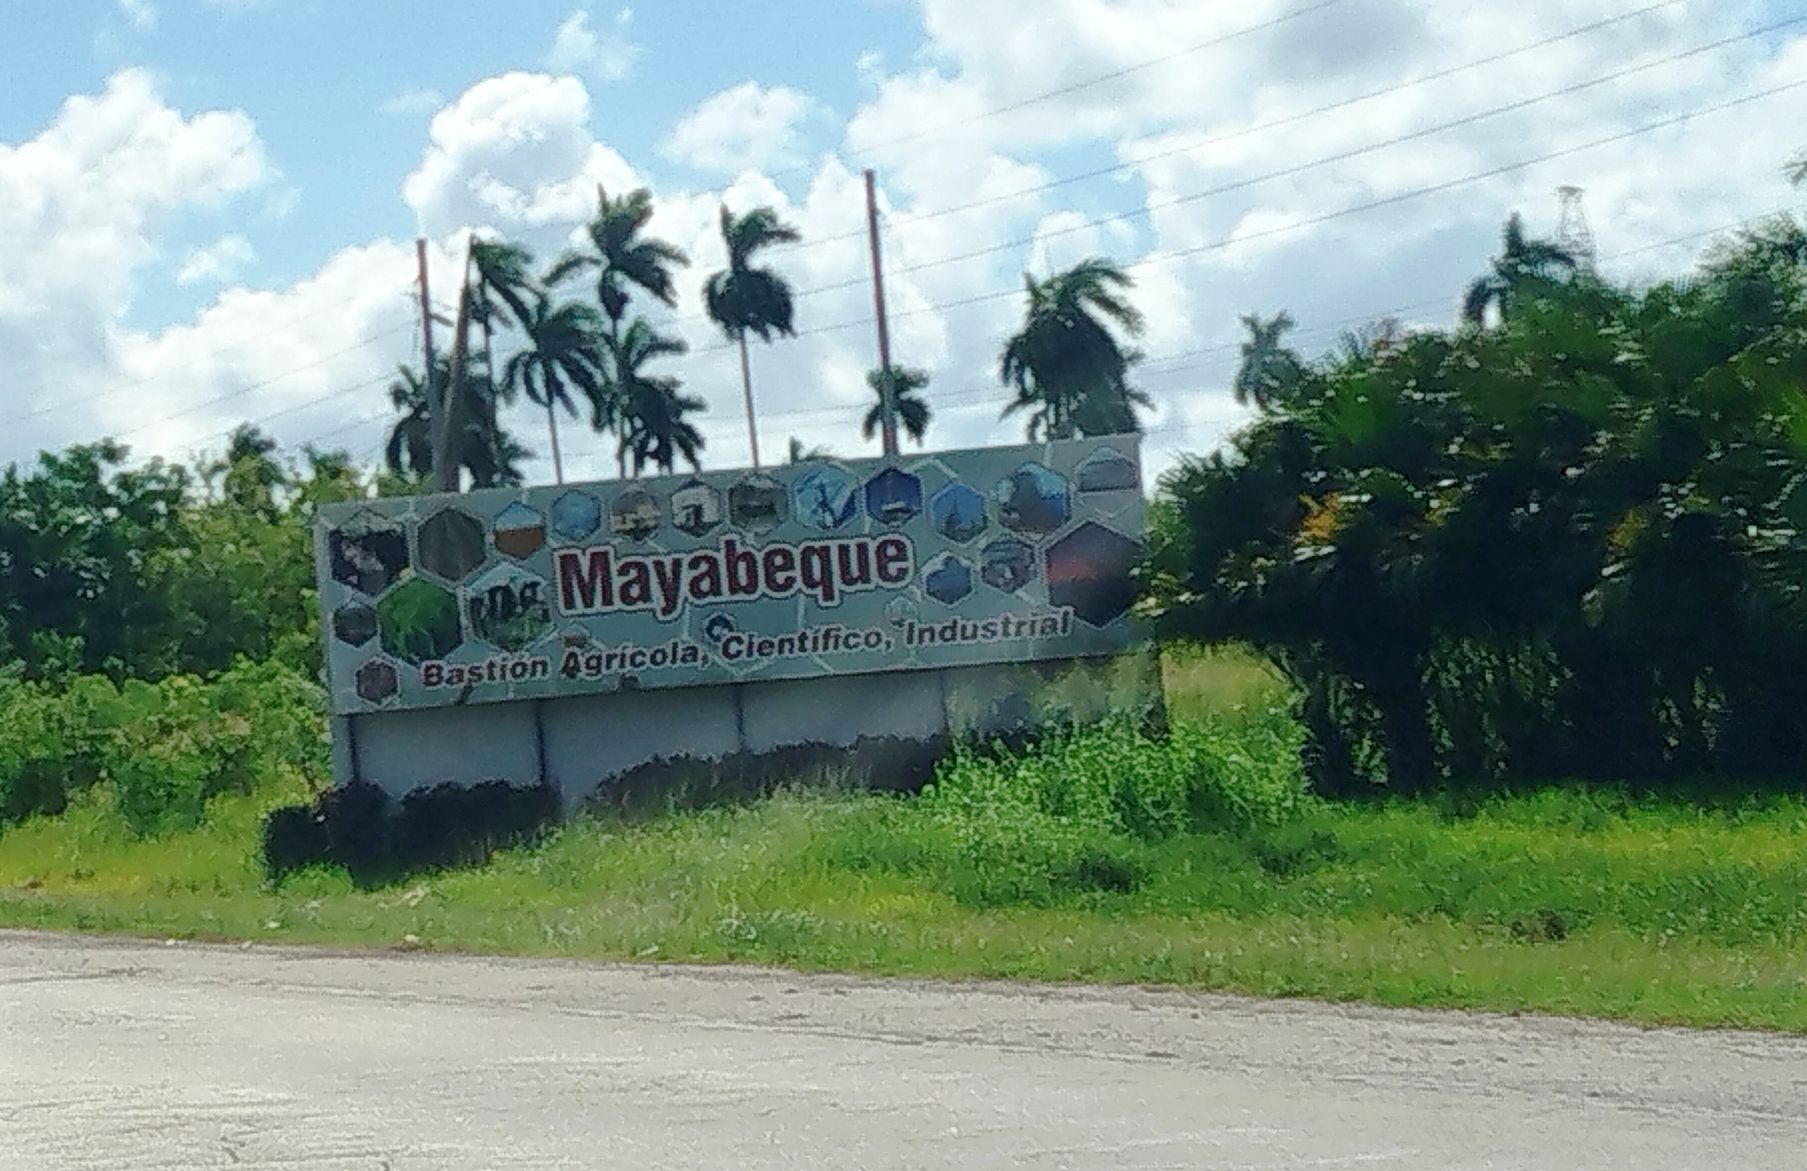 Mayabeque
Bastión Agrícola, Científico, Industrial